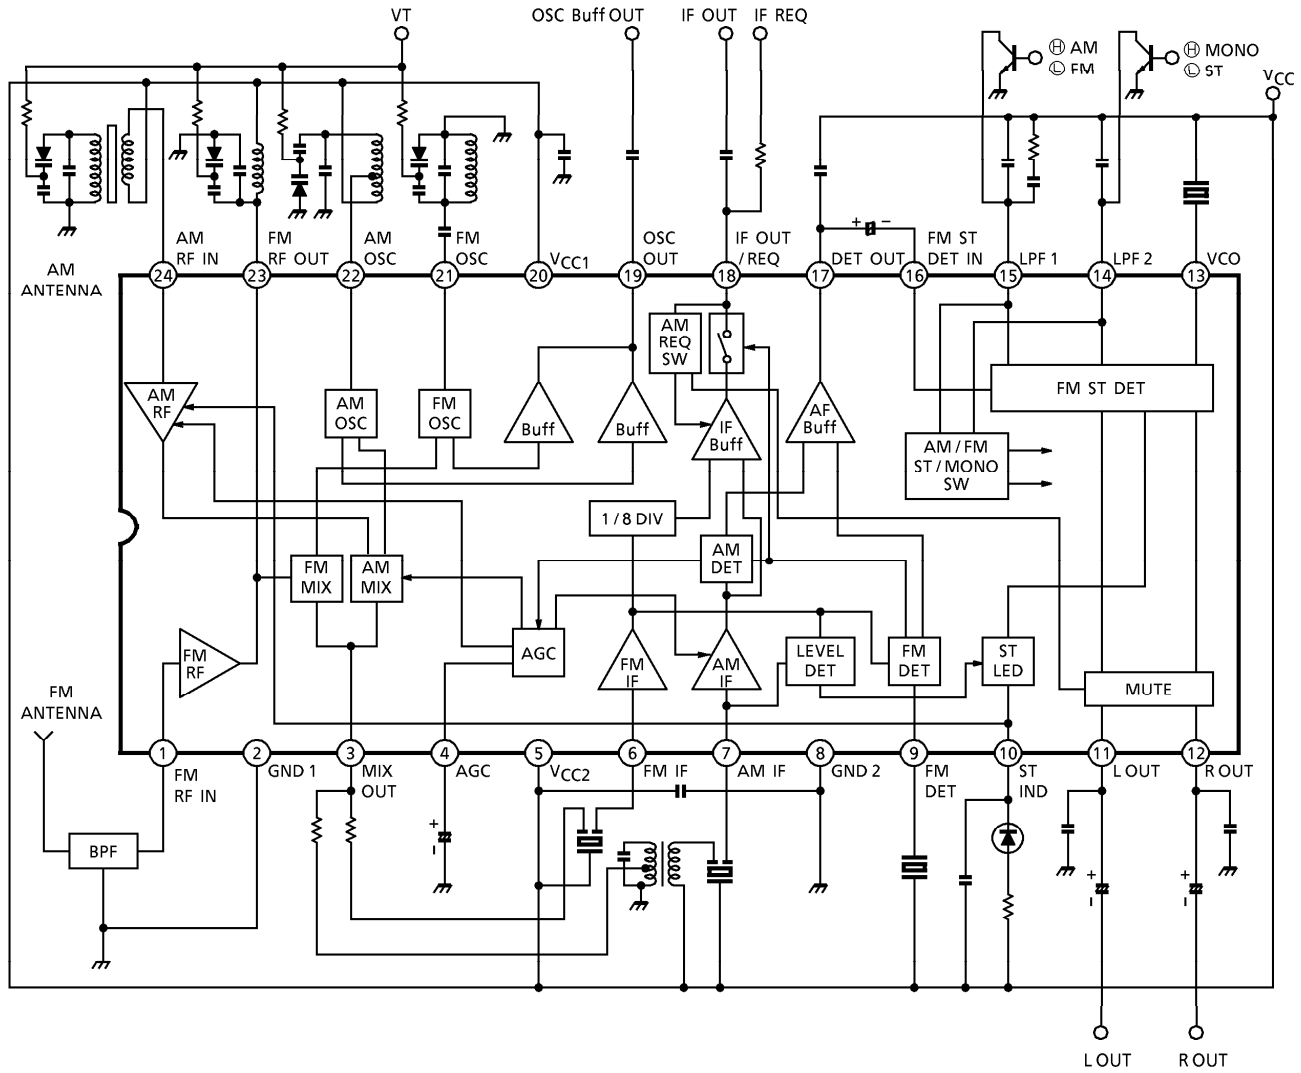 VT
OSC Buff OUT
IF OUT
IF REQ
Ⓗ AM
Ⓛ FM
Ⓗ MONO
Ⓛ ST
VCC
AM
RF IN
FM
RF OUT
AM
OSC
FM
OSC
VCC1
OSC
OUT
IF OUT
/REQ
DET OUT
FM ST
DET IN
LPF 1
LPF 2
VCO
AM
ANTENNA
24
23
22
21
20
19
18
17
16
15
14
13
AM
REQ
SW
AM
RF
AM
OSC
FM
OSC
Buff
Buff
IF
Buff
AF
Buff
FM ST DET
AM / FM
ST / MONO
SW
1 / 8 DIV
FM
MIX
AM
MIX
AM
DET
FM
RF
AGC
FM
IF
AM
IF
LEVEL
DET
FM
DET
ST
LED
MUTE
FM
ANTENNA
1
2
3
4
5
6
7
8
9
10
11
12
FM
RF IN
GND 1
MIX
OUT
AGC
VCC2
FM IF
AM IF
GND 2
FM
DET
ST
IND
L OUT
R OUT
BPF
+
-
+
-
+
-
+
-
L OUT
R OUT